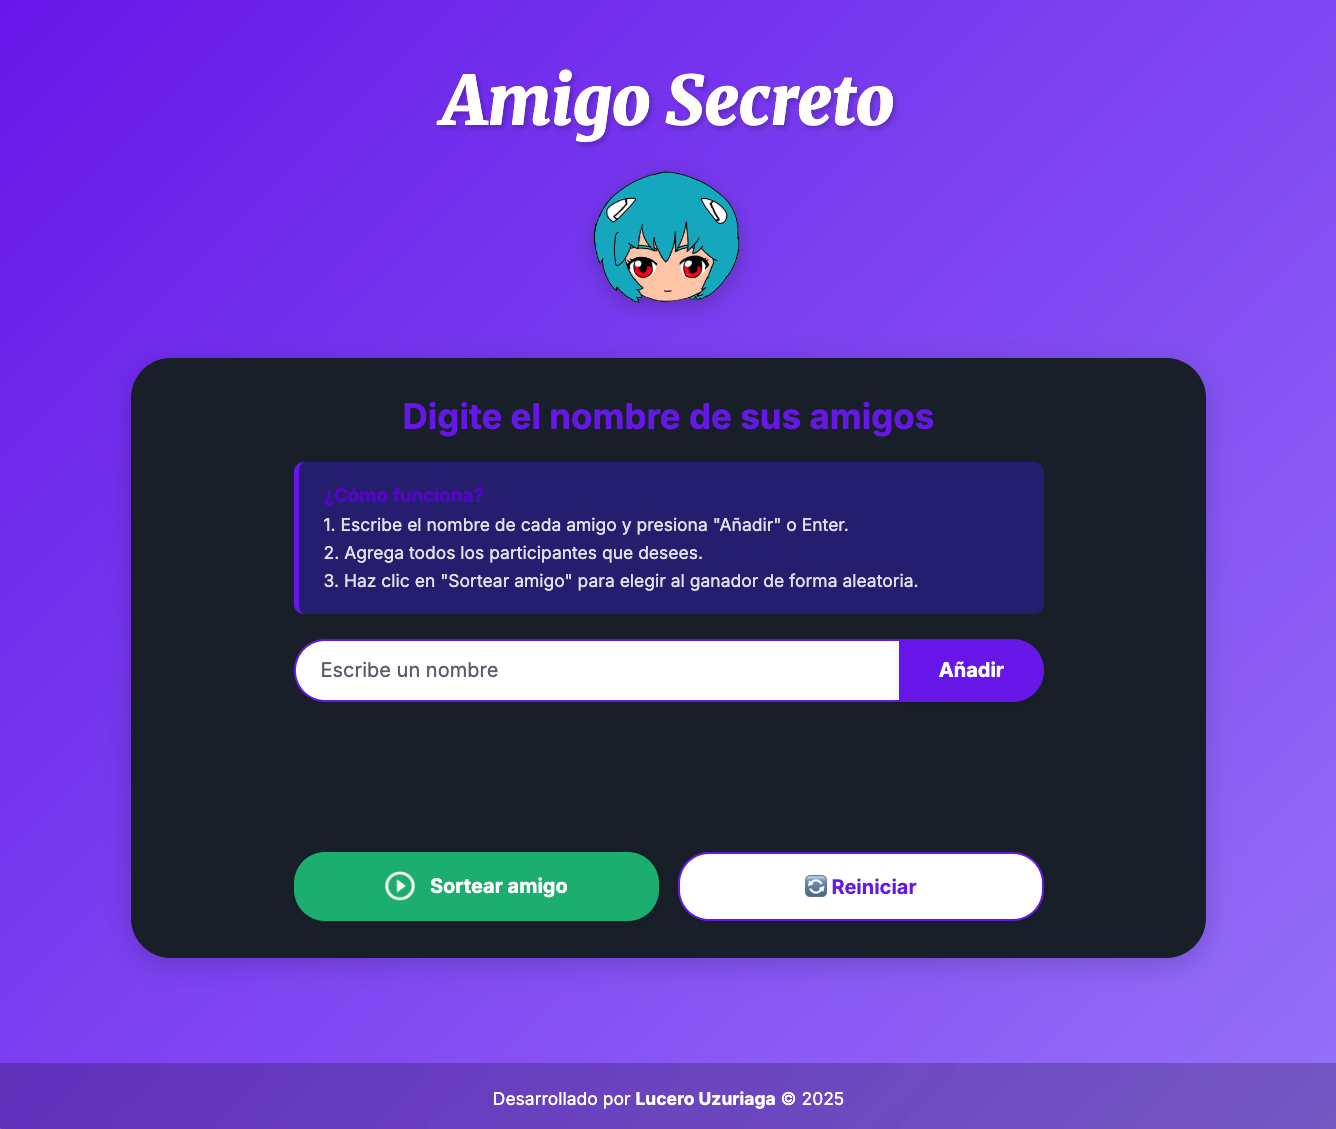 Amigo Secreto
Digite el nombre de sus amigos
¿Cómo funciona?
1. Escribe el nombre de cada amigo y presiona "Añadir" o Enter.
2. Agrega todos los participantes que desees.
3. Haz clic en "Sortear amigo" para elegir al ganador de forma aleatoria.
Escribe un nombre
Añadir
Sortear amigo
Reiniciar
Desarrollado por Lucero Uzuriaga © 2025